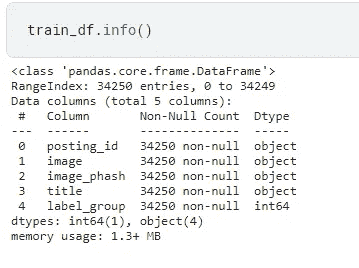 train_df.info()
<class 'pandas.core.frame.DataFrame'>
RangeIndex: 34250 entries, 0 to 34249
Data columns (total 5 columns):
 #   Column       Non-Null Count  Dtype
---  ------       --------------  -----
 0   posting_id   34250 non-null  object
 1   image        34250 non-null  object
 2   image_phash  34250 non-null  object
 3   title        34250 non-null  object
 4   label_group  34250 non-null  int64
dtypes: int64(1), object(4)
memory usage: 1.3+ MB